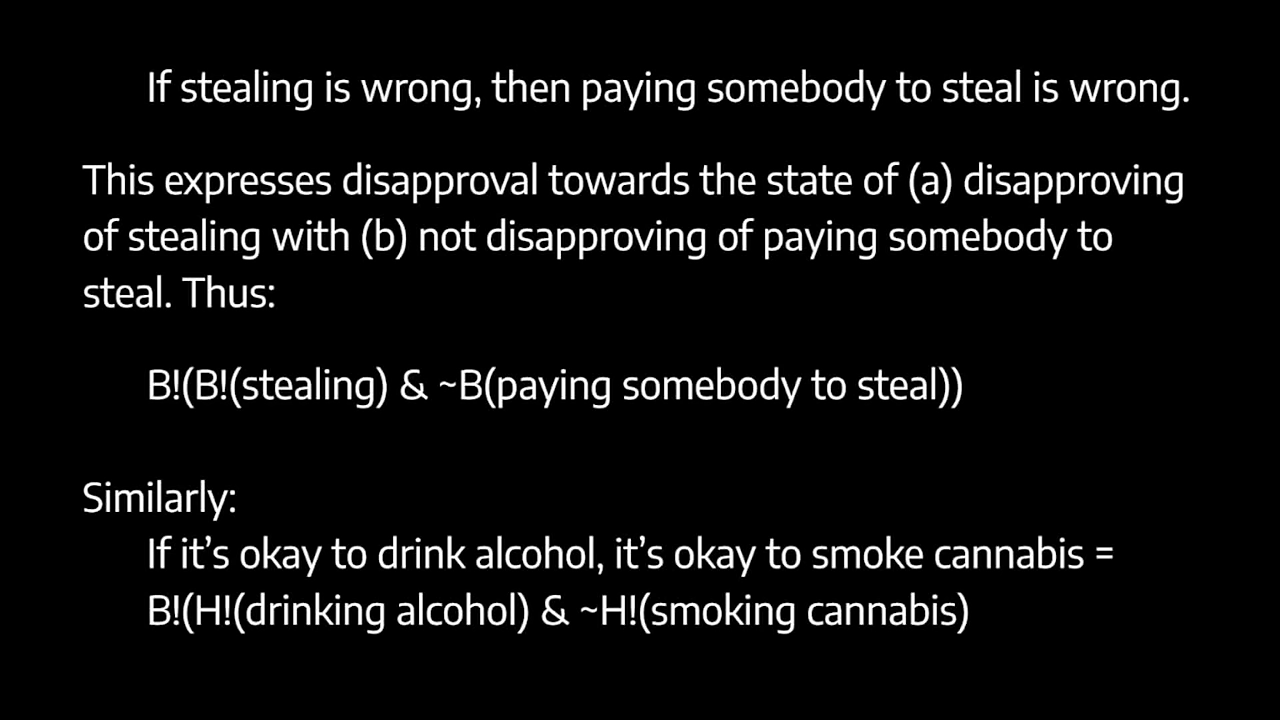 If stealing is wrong, then paying somebody to steal is wrong.
This expresses disapproval towards the state of (a) disapproving
of stealing with (b) not disapproving of paying somebody to
steal. Thus:
B!(B!(stealing) & ~B(paying somebody to steal))
Similarly:
If it’s okay to drink alcohol, it’s okay to smoke cannabis =
B!(H!(drinking alcohol) & ~H!(smoking cannabis)